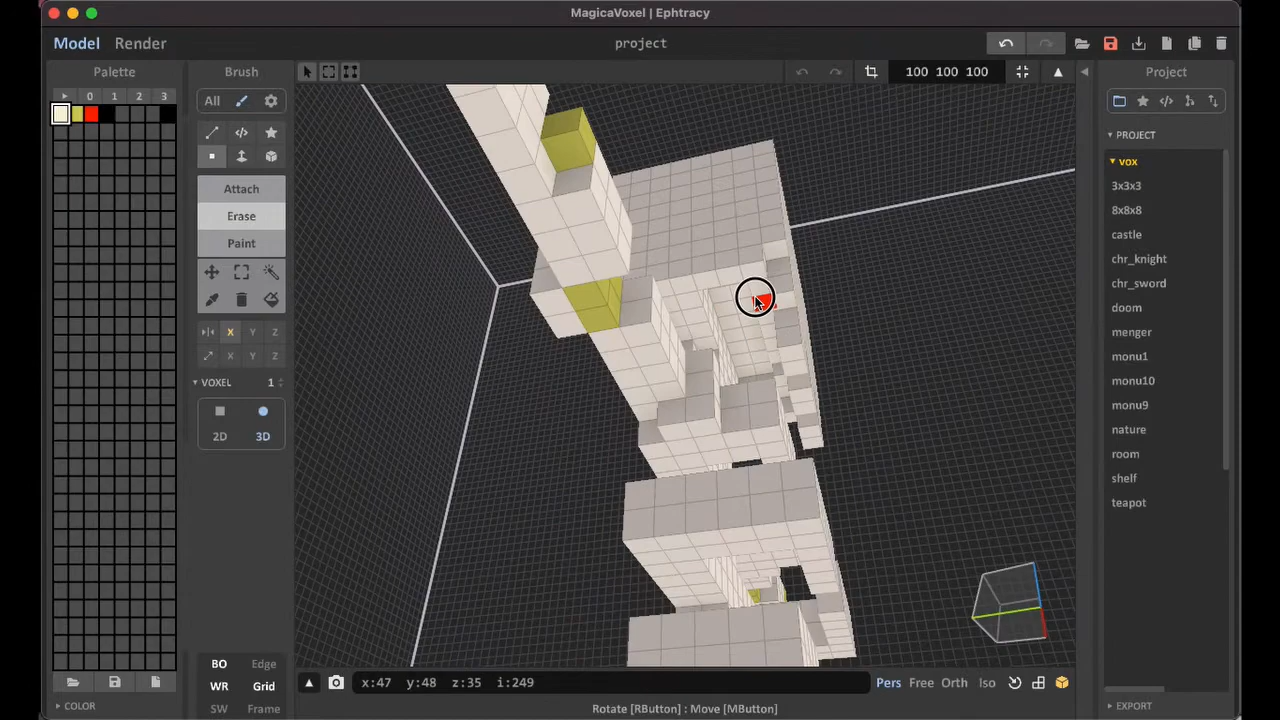 MagicaVoxel | Ephtracy
Model Render
project
Palette
0 1 2 3
COLOR
Brush
All
Attach
Erase
Paint
X Y Z
X Y Z
VOXEL 1
2D 3D
BO Edge
WR Grid
SW Frame
100 100 100
x:47 y:48 z:35 i:249
Pers Free Orth Iso
Rotate [RButton] : Move [MButton]
Project
PROJECT
vox
3x3x3
8x8x8
castle
chr_knight
chr_sword
doom
menger
monu1
monu10
monu9
nature
room
shelf
teapot
EXPORT